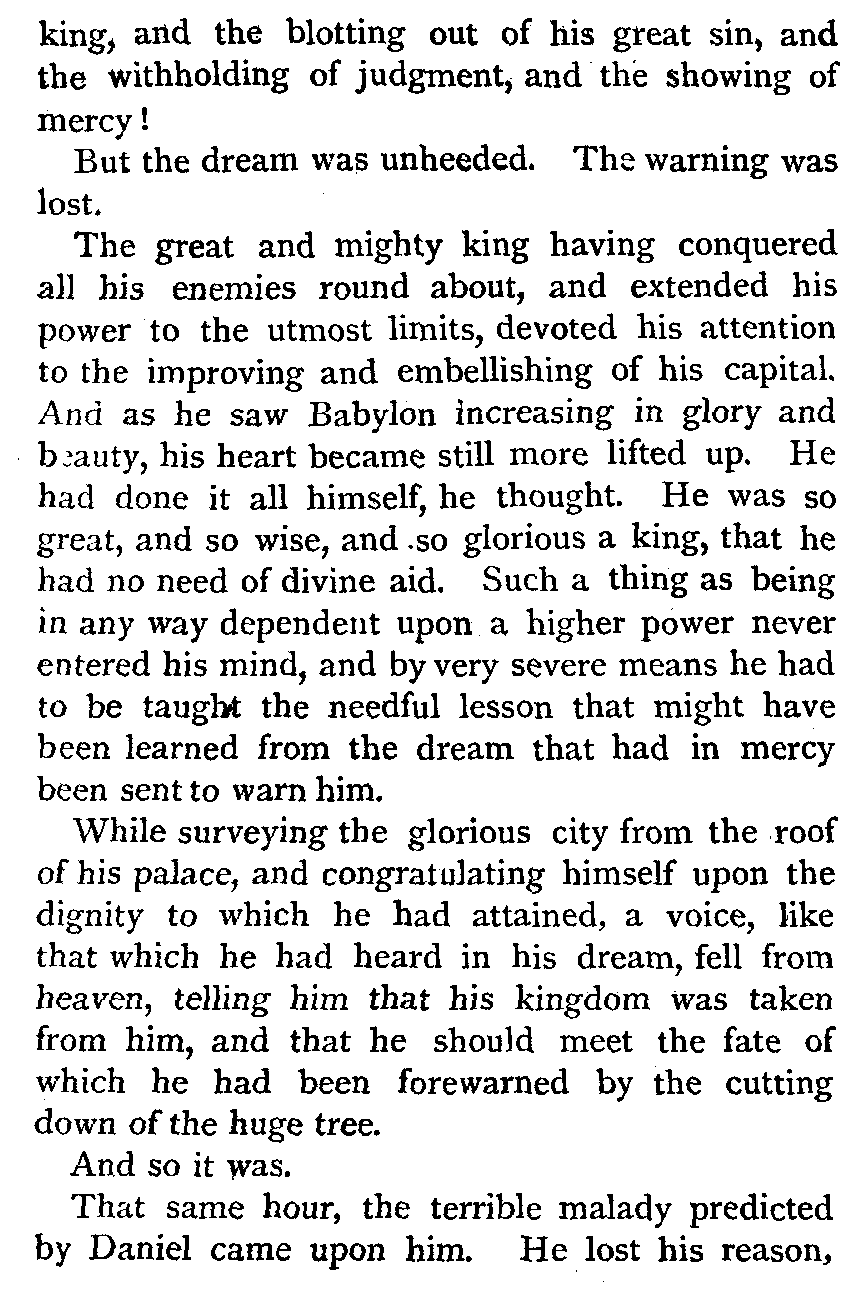 king, and the blotting out of his great sin, and
the withholding of judgment, and the showing of
mercy!
But the dream was unheeded. The warning was
lost.
The great and mighty king having conquered
all his enemies round about, and extended his
power to the utmost limits, devoted his attention
to the improving and embellishing of his capital.
And as he saw Babylon increasing in glory and
beauty, his heart became still more lifted up. He
had done it all himself, he thought. He was so
great, and so wise, and so glorious a king, that he
had no need of divine aid. Such a thing as being
in any way dependent upon a higher power never
entered his mind, and by very severe means he had
to be taught the needful lesson that might have
been learned from the dream that had in mercy
been sent to warn him.
While surveying the glorious city from the roof
of his palace, and congratulating himself upon the
dignity to which he had attained, a voice, like
that which he had heard in his dream, fell from
heaven, telling him that his kingdom was taken
from him, and that he should meet the fate of
which he had been forewarned by the cutting
down of the huge tree.
And so it was.
That same hour, the terrible malady predicted
by Daniel came upon him. He lost his reason,